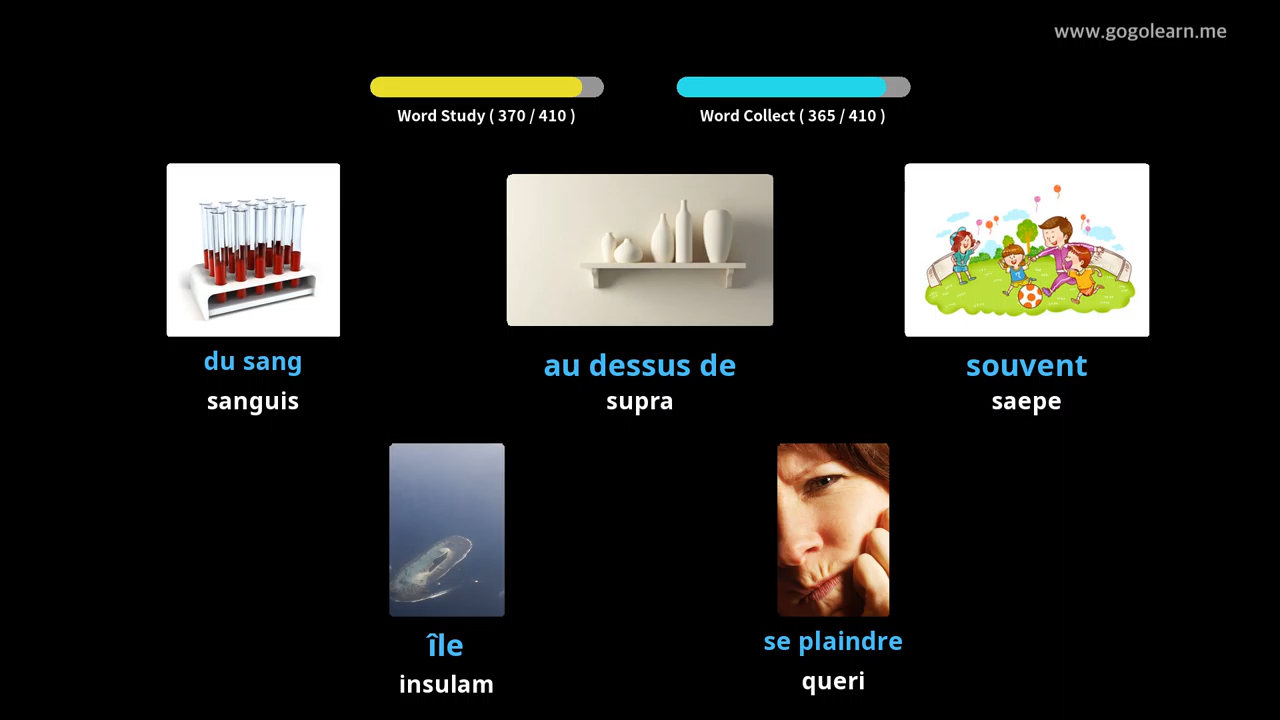 www.gogolearn.me
Word Study ( 370 / 410 )
Word Collect ( 365 / 410 )
du sang
sanguis
au dessus de
supra
souvent
saepe
île
insulam
se plaindre
queri